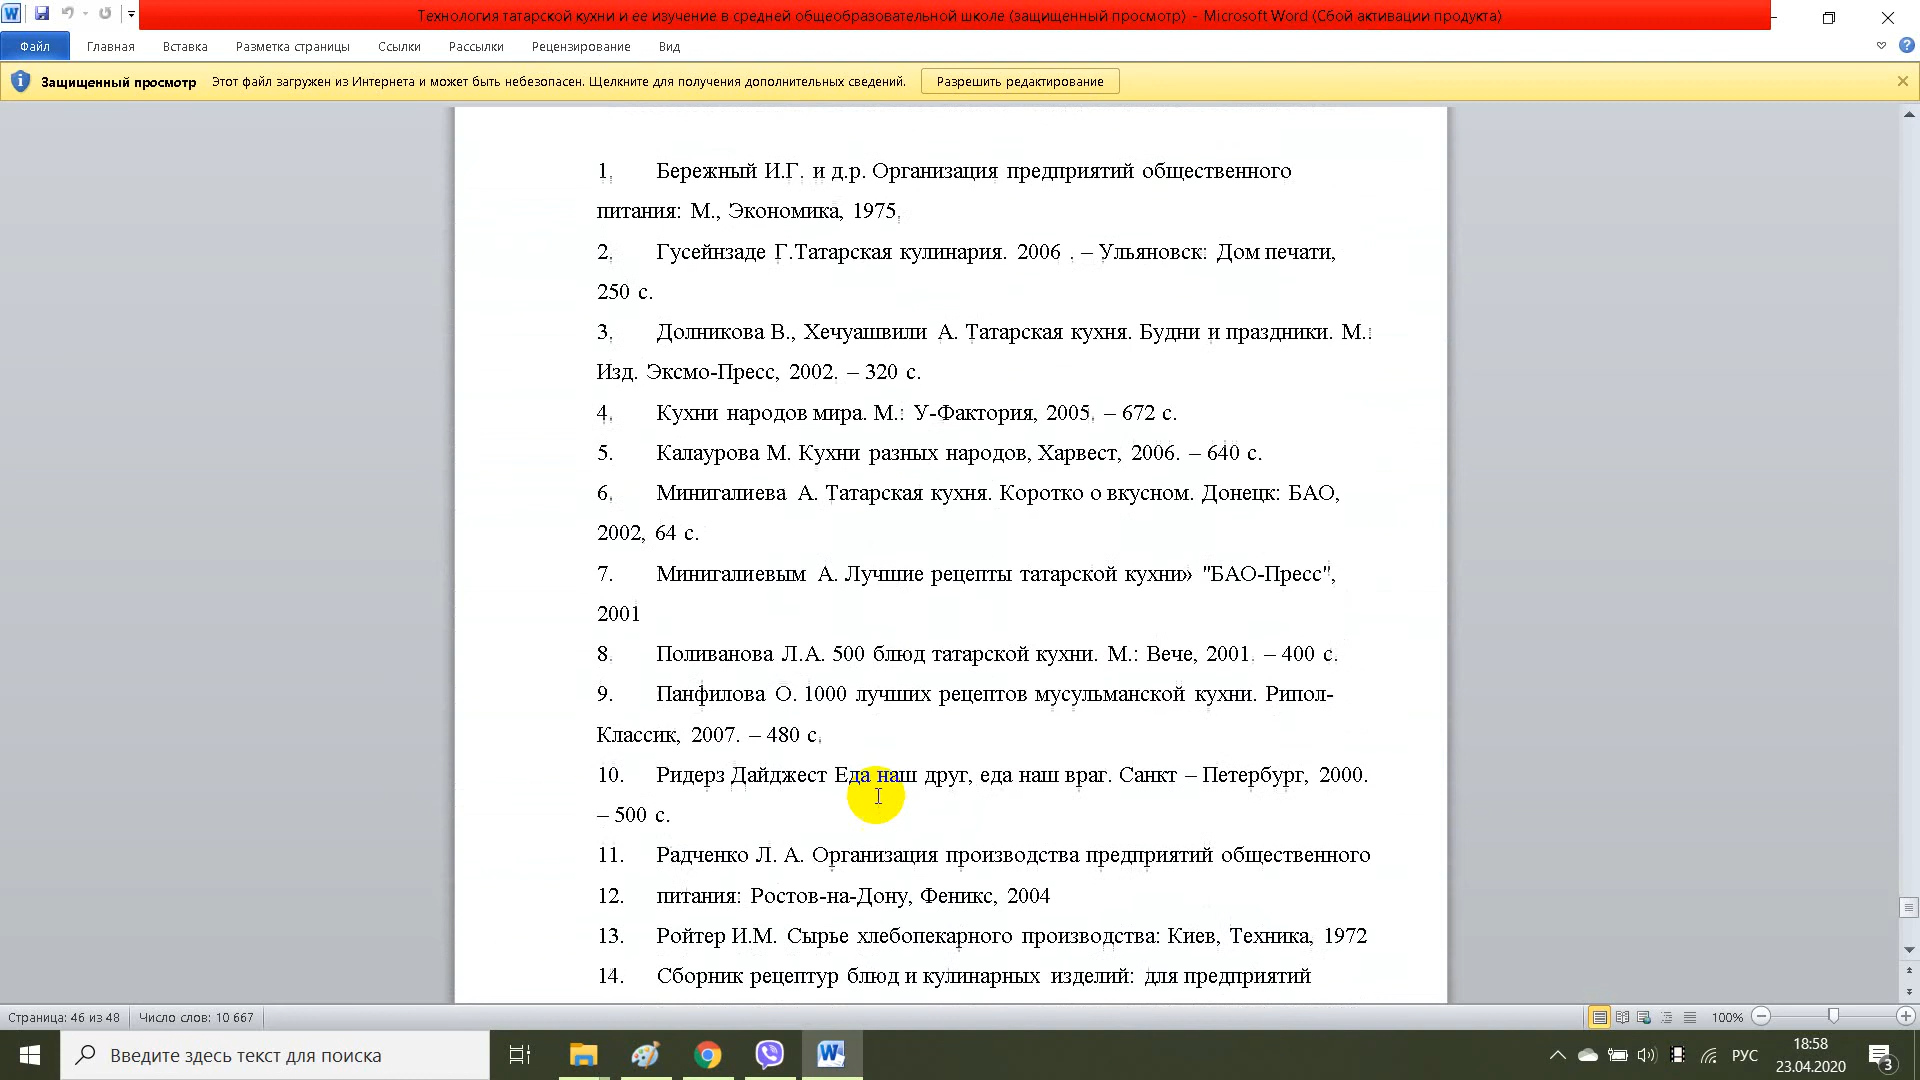 Технология татарской кухни и ее изучение в средней общеобразовательной школе (защищенный просмотр) - Microsoft Word (Сбой активации продукта)
Файл Главная Вставка Разметка страницы Ссылки Рассылки Рецензирование Вид
Защищенный просмотр Этот файл загружен из Интернета и может быть небезопасен. Щелкните для получения дополнительных сведений. Разрешить редактирование
1. Бережный И.Г. и д.р. Организация предприятий общественного
питания: М., Экономика, 1975.
2. Гусейнзаде Г.Татарская кулинария. 2006 . – Ульяновск: Дом печати,
250 с.
3. Долникова В., Хечуашвили А. Татарская кухня. Будни и праздники. М.:
Изд. Эксмо-Пресс, 2002. – 320 с.
4. Кухни народов мира. М.: У-Фактория, 2005. – 672 с.
5. Калаурова М. Кухни разных народов, Харвест, 2006. – 640 с.
6. Минигалиева А. Татарская кухня. Коротко о вкусном. Донецк: БАО,
2002, 64 с.
7. Минигалиевым А. Лучшие рецепты татарской кухни» "БАО-Пресс",
2001
8. Поливанова Л.А. 500 блюд татарской кухни. М.: Вече, 2001. – 400 с.
9. Панфилова О. 1000 лучших рецептов мусульманской кухни. Рипол-
Классик, 2007. – 480 с.
10. Ридерз Дайджест Еда наш друг, еда наш враг. Санкт – Петербург, 2000.
– 500 с.
11. Радченко Л. А. Организация производства предприятий общественного
12. питания: Ростов-на-Дону, Феникс, 2004
13. Ройтер И.М. Сырье хлебопекарного производства: Киев, Техника, 1972
14. Сборник рецептур блюд и кулинарных изделий: для предприятий
Страница: 46 из 48 Число слов: 10 667 100%
Введите здесь текст для поиска
РУС
18:58
23.04.2020
3